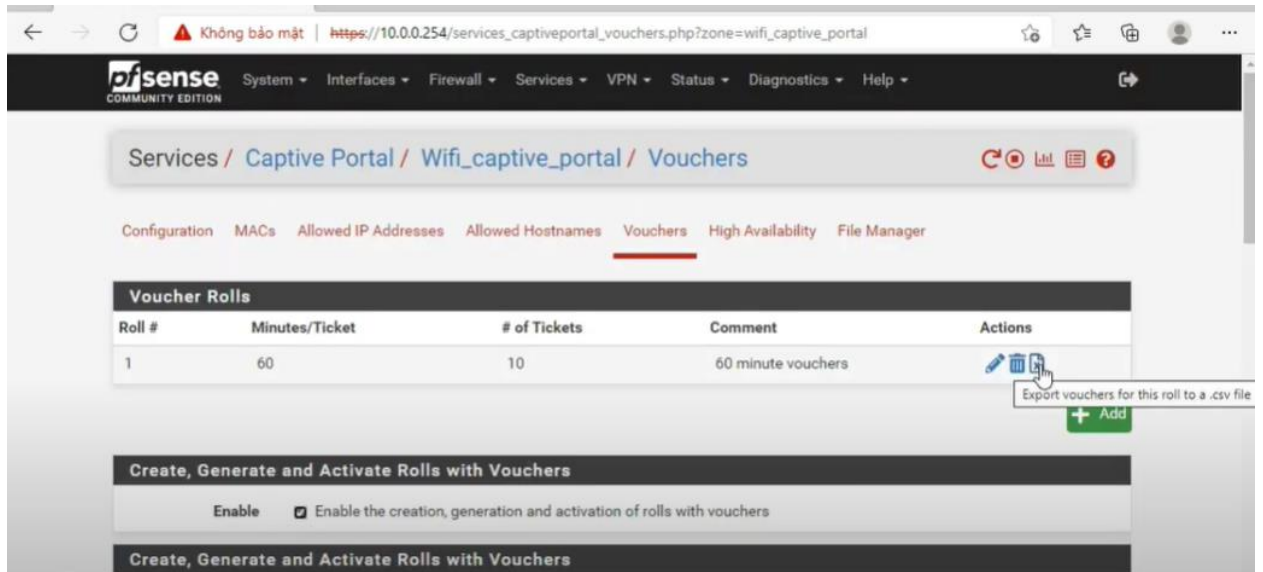 Không bảo mật | https://10.0.0.254/services_captiveportal_vouchers.php?zone=wifi_captive_portal
pfsense COMMUNITY EDITION System Interfaces Firewall Services VPN Status Diagnostics Help
Services / Captive Portal / Wifi_captive_portal / Vouchers
Configuration MACs Allowed IP Addresses Allowed Hostnames Vouchers High Availability File Manager
Voucher Rolls
Roll # Minutes/Ticket # of Tickets Comment Actions
1 60 10 60 minute vouchers
Export vouchers for this roll to a .csv file
Add
Create, Generate and Activate Rolls with Vouchers
Enable Enable the creation, generation and activation of rolls with vouchers
Create, Generate and Activate Rolls with Vouchers